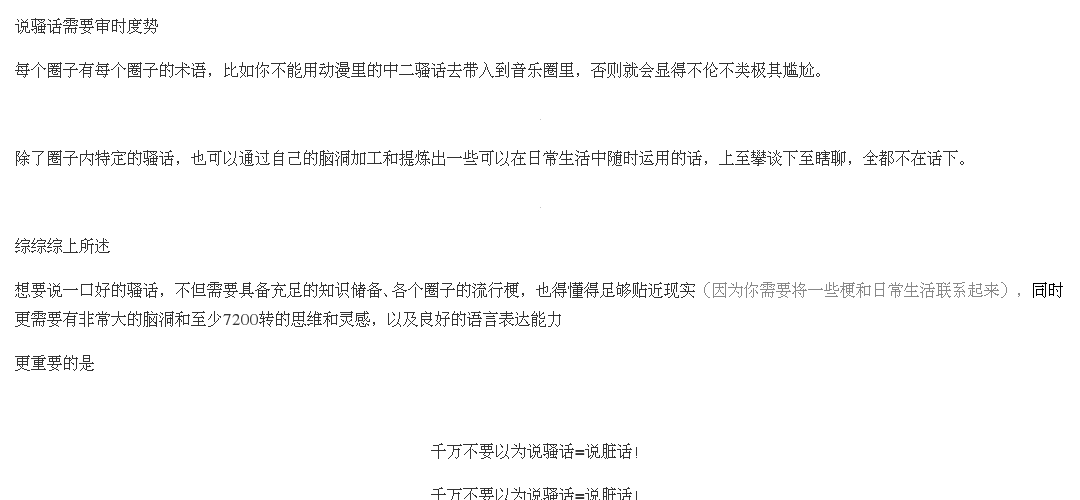 说骚话需要审时度势
每个圈子有每个圈子的术语，比如你不能用动漫里的中二骚话去带入到音乐圈里，否则就会显得不伦不类极其尴尬。
除了圈子内特定的骚话，也可以通过自己的脑洞加工和提炼出一些可以在日常生活中随时运用的话，上至攀谈下至瞎聊，全都不在话下。
综综综上所述
想要说一口好的骚话，不但需要具备充足的知识储备、各个圈子的流行梗，也得懂得足够贴近现实（因为你需要将一些梗和日常生活联系起来），同时
更需要有非常大的脑洞和至少7200转的思维和灵感，以及良好的语言表达能力
更重要的是
千万不要以为说骚话=说脏话！
千万不要以为说骚话=说脏话！